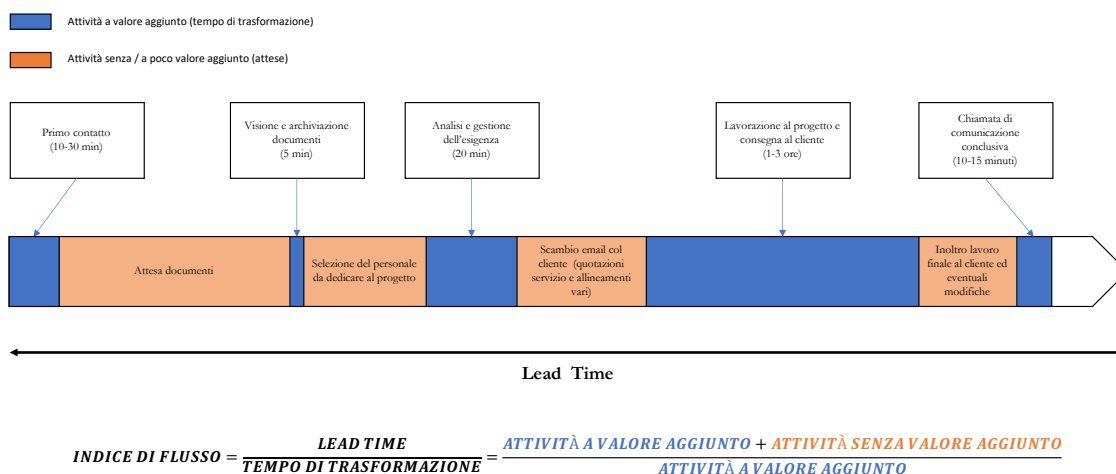 Attività a valore aggiunto (tempo di trasformazione)
Attività senza / a poco valore aggiunto (attese)
Primo contatto
(10-30 min)
Visione e archiviazione
documenti
(5 min)
Analisi e gestione
dell'esigenza
(20 min)
Lavorazione al progetto e
consegna al cliente
(1-3 ore)
Chiamata di
comunicazione
conclusiva
(10-15 minuti)
Attesa documenti
Selezione del personale
da dedicare al progetto
Scambio email col
cliente (quotazioni
servizio e allineamenti
vari)
Inoltro lavoro
finale al cliente ed
eventuali
modifiche
Lead Time
INDICE DI FLUSSO = LEAD TIME / TEMPO DI TRASFORMAZIONE = ATTIVITÀ A VALORE AGGIUNTO + ATTIVITÀ SENZA VALORE AGGIUNTO / ATTIVITÀ A VALORE AGGIUNTO